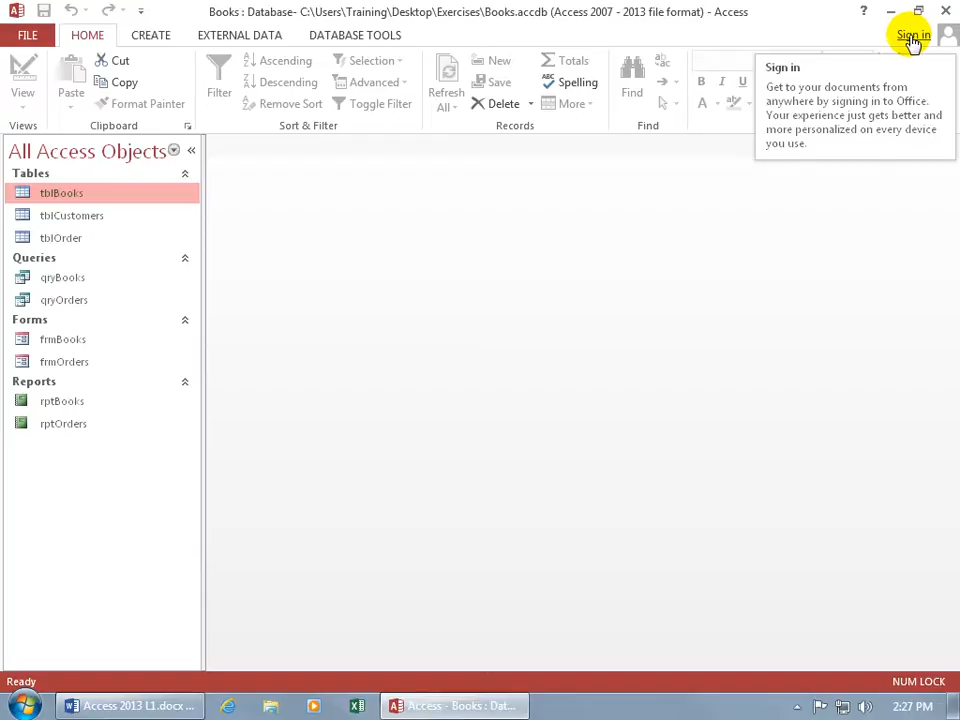 Books : Database- C:\Users\Training\Desktop\Exercises\Books.accdb (Access 2007 - 2013 file format) - Access
?
FILE HOME CREATE EXTERNAL DATA DATABASE TOOLS Sign in
View
Views
Paste
Cut
Copy
Format Painter
Clipboard
Filter
Ascending
Descending
Remove Sort
Selection
Advanced
Toggle Filter
Sort & Filter
Refresh
All
New
Save
Delete
Totals
Spelling
More
Records
Find
Find
B I U
A
Sign in
Get to your documents from
anywhere by signing in to Office.
Your experience just gets better and
more personalized on every device
you use.
All Access Objects
Tables
tblBooks
tblCustomers
tblOrder
Queries
qryBooks
qryOrders
Forms
frmBooks
frmOrders
Reports
rptBooks
rptOrders
Ready NUM LOCK
Access 2013 L1.docx ... Access - Books : Dat... 2:27 PM